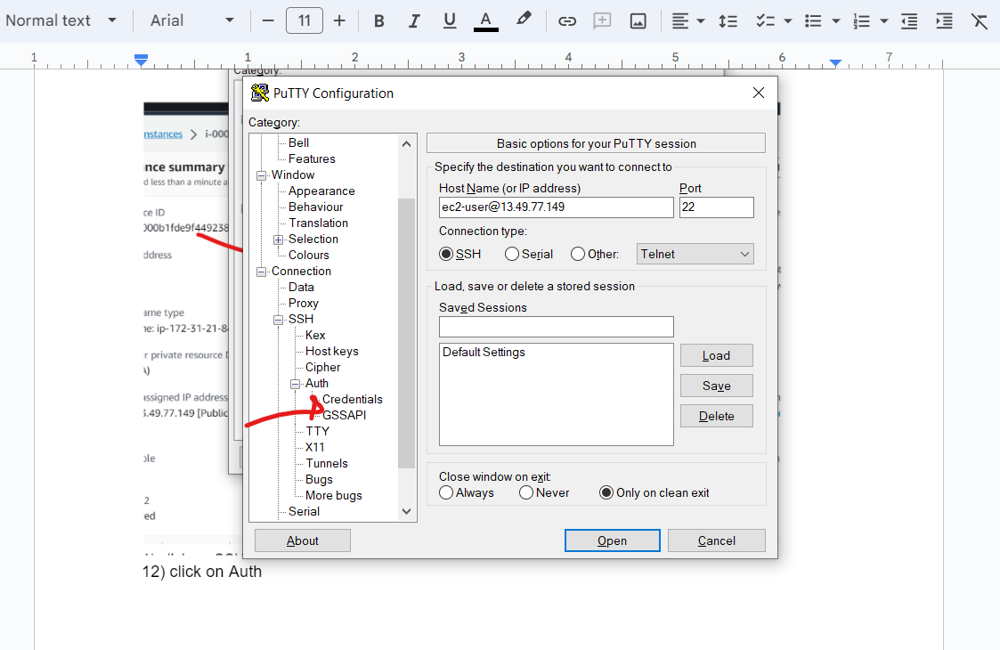 Normal text
Arial
11
B I U A
1 1 2 3 4 5 6 7
Category:
PuTTY Configuration
Category:
Bell
Features
Window
Appearance
Behaviour
Translation
Selection
Colours
Connection
Data
Proxy
SSH
Kex
Host keys
Cipher
Auth
Credentials
GSSAPI
TTY
X11
Tunnels
Bugs
More bugs
Serial
Basic options for your PuTTY session
Specify the destination you want to connect to
Host Name (or IP address) Port
ec2-user@13.49.77.149 22
Connection type:
SSH Serial Other: Telnet
Load, save or delete a stored session
Saved Sessions
Default Settings
Load
Save
Delete
Close window on exit:
Always Never Only on clean exit
About Open Cancel
nstances > i-000
nce summary
d less than a minute a
ce ID
000b1fde9f449238
address
ame type
ne: ip-172-31-21-8
r private resource
A)
assigned IP address
3.49.77.149 [Public
ble
2
ed
12) click on Auth